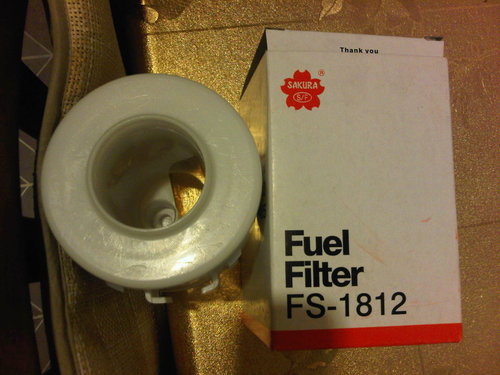 Thank you
SAKURA
®
S/F
Fuel
Filter
FS-1812